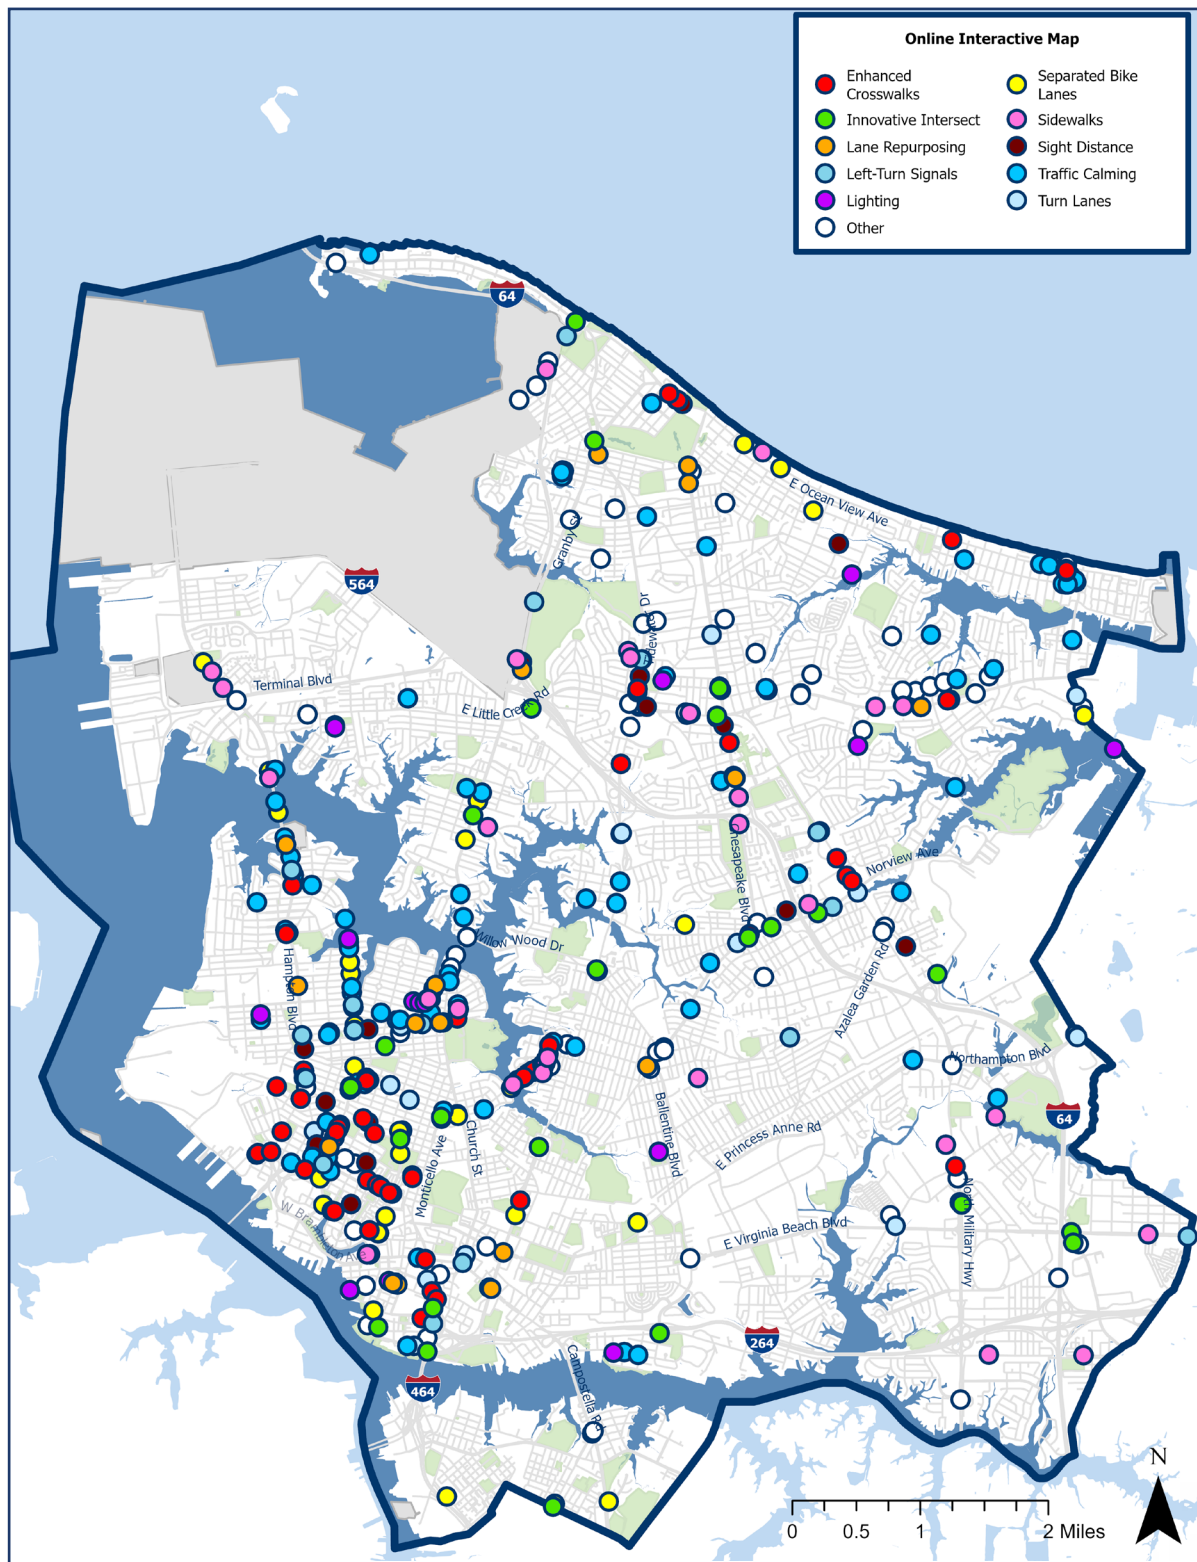 Online Interactive Map
Enhanced
Crosswalks
Innovative Intersect
Lane Repurposing
Left-Turn Signals
Lighting
Other
Separated Bike
Lanes
Sidewalks
Sight Distance
Traffic Calming
Turn Lanes
64
E Ocean View Ave
Granby St
564
Terminal Blvd
E Little Creek Rd
Chesapeake Blvd
Norview Ave
Willow Wood Dr
Hampton Blvd
Azalea Garden Rd
Northampton Blvd
64
Ballentine Blvd
E Princess Anne Rd
Church St
Monticello Ave
W Brambleton Ave
E Virginia Beach Blvd
North Military Hwy
264
464
Campostella Rd
N
0 0.5 1 2 Miles